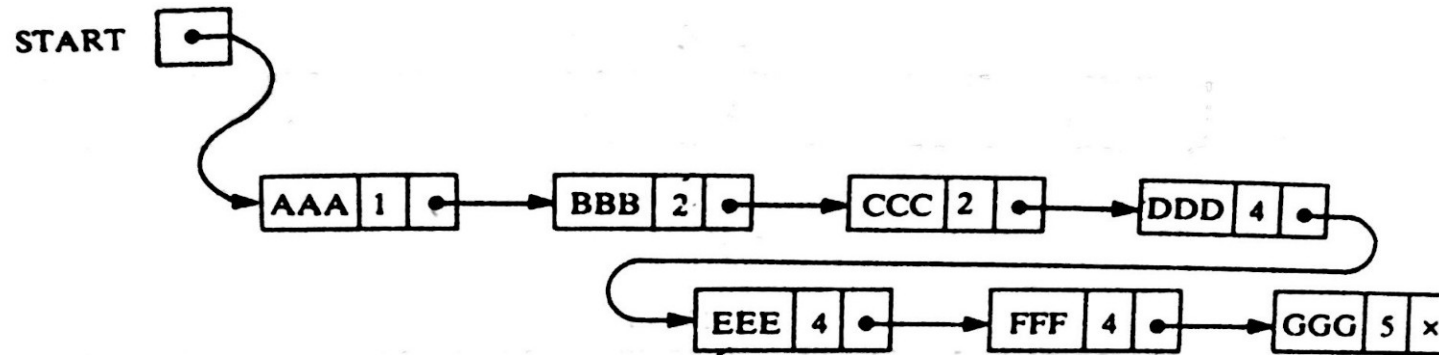 START
AAA 1 BBB 2 CCC 2 DDD 4
EEE 4 FFF 4 GGG 5 ×